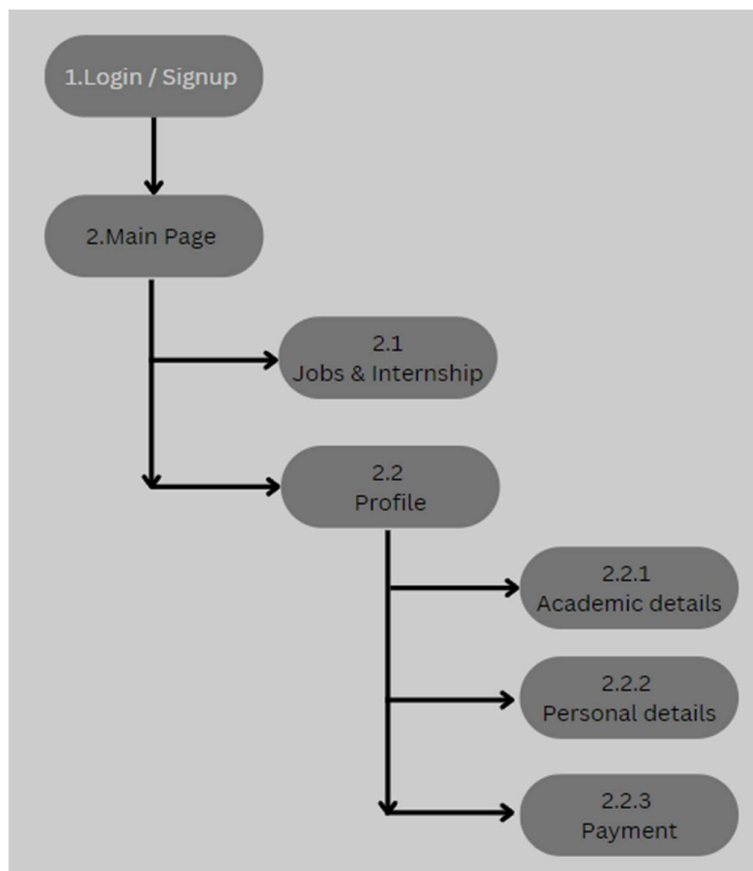 1.Login / Signup
2.Main Page
2.1
Jobs & Internship
2.2
Profile
2.2.1
Academic details
2.2.2
Personal details
2.2.3
Payment